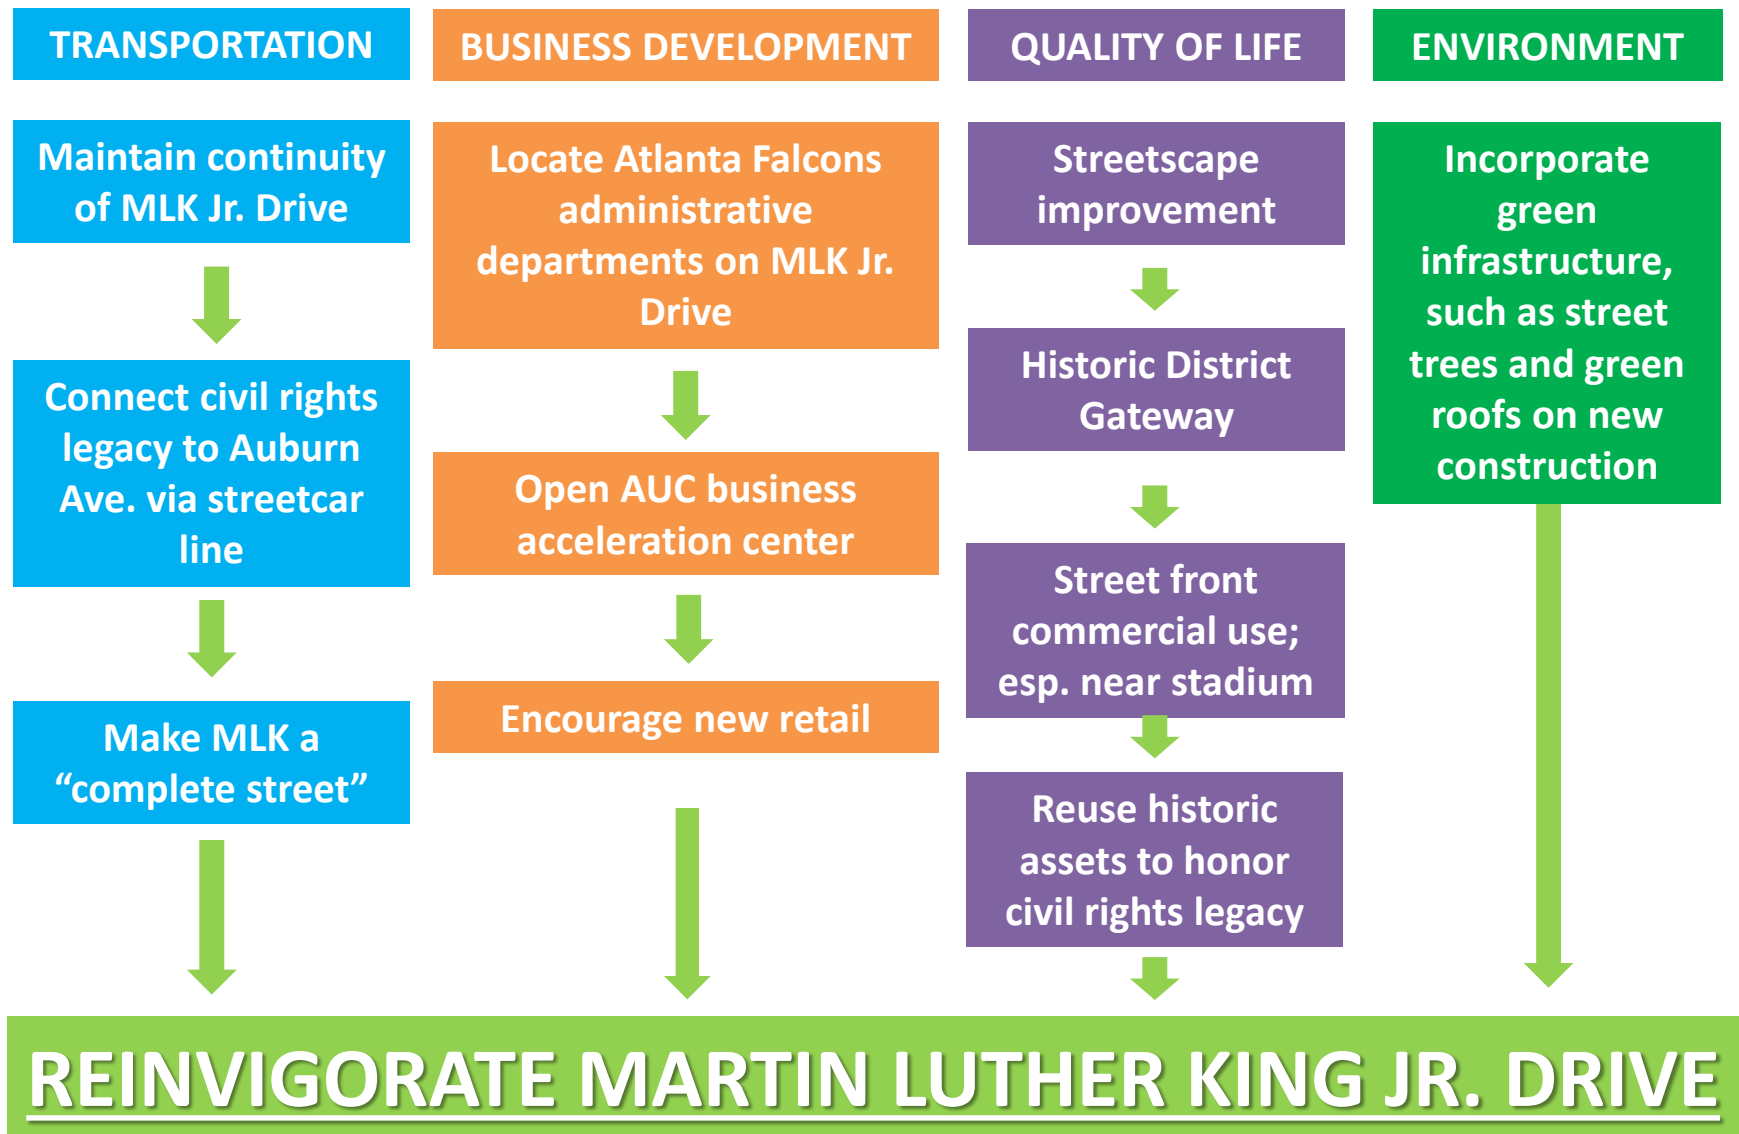 TRANSPORTATION
Maintain continuity
of MLK Jr. Drive
Connect civil rights
legacy to Auburn
Ave. via streetcar
line
Make MLK a
“complete street”
BUSINESS DEVELOPMENT
Locate Atlanta Falcons
administrative
departments on MLK Jr.
Drive
Open AUC business
acceleration center
Encourage new retail
QUALITY OF LIFE
Streetscape
improvement
Historic District
Gateway
Street front
commercial use;
esp. near stadium
Reuse historic
assets to honor
civil rights legacy
ENVIRONMENT
Incorporate
green
infrastructure,
such as street
trees and green
roofs on new
construction
REINVIGORATE MARTIN LUTHER KING JR. DRIVE